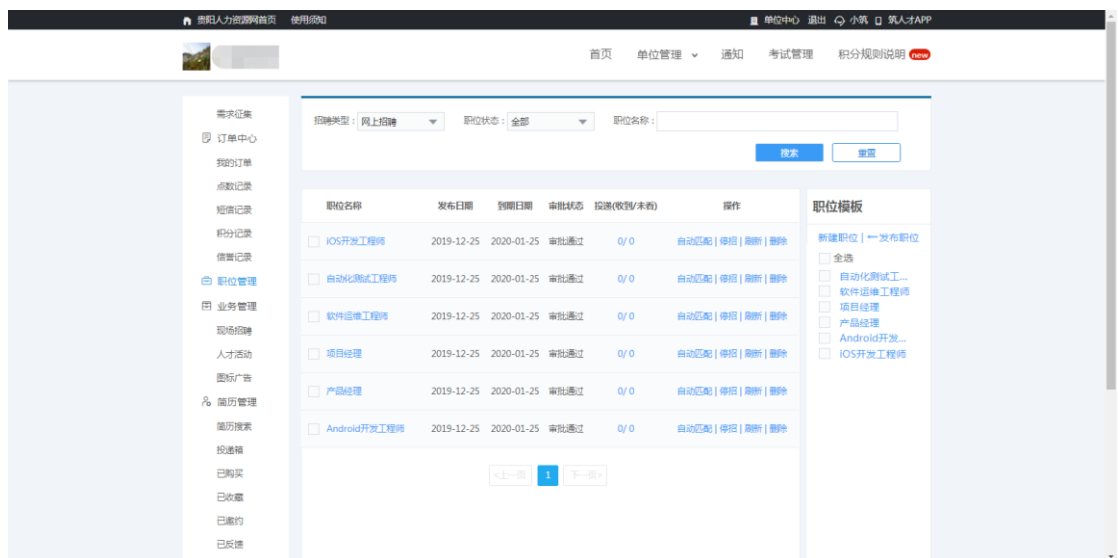 贵阳人力资源网首页 使用须知 单位中心 退出 小筑 筑人才APP
首页 单位管理 通知 考试管理 积分规则说明 new
需求征集
订单中心
我的订单
点数记录
短信记录
积分记录
信誉记录
职位管理
业务管理
现场招聘
人才活动
图标广告
简历管理
简历搜索
投递箱
已购买
已收藏
已邀约
已反馈
招聘类型：网上招聘 职位状态：全部 职位名称：
搜索 重置
职位名称 发布日期 到期日期 审批状态 投递(收到/未看) 操作
iOS开发工程师 2019-12-25 2020-01-25 审批通过 0/ 0 自动匹配 | 停招 | 刷新 | 删除
自动化测试工程师 2019-12-25 2020-01-25 审批通过 0/ 0 自动匹配 | 停招 | 刷新 | 删除
软件运维工程师 2019-12-25 2020-01-25 审批通过 0/ 0 自动匹配 | 停招 | 刷新 | 删除
项目经理 2019-12-25 2020-01-25 审批通过 0/ 0 自动匹配 | 停招 | 刷新 | 删除
产品经理 2019-12-25 2020-01-25 审批通过 0/ 0 自动匹配 | 停招 | 刷新 | 删除
Android开发工程师 2019-12-25 2020-01-25 审批通过 0/ 0 自动匹配 | 停招 | 刷新 | 删除
<上一页 1 下一页>
职位模板
新建职位 | ←发布职位
全选
自动化测试工...
软件运维工程师
项目经理
产品经理
Android开发...
iOS开发工程师